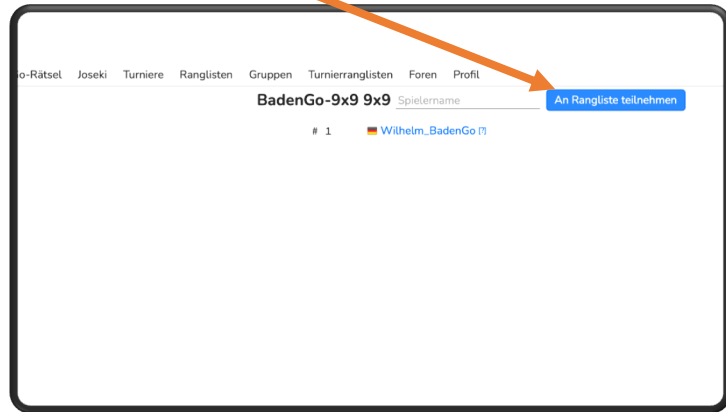 o-Rätsel Joseki Turniere Ranglisten Gruppen Turnierranglisten Foren Profil
BadenGo-9x9 9x9 Spielername An Rangliste teilnehmen
# 1 Wilhelm_BadenGo [?]